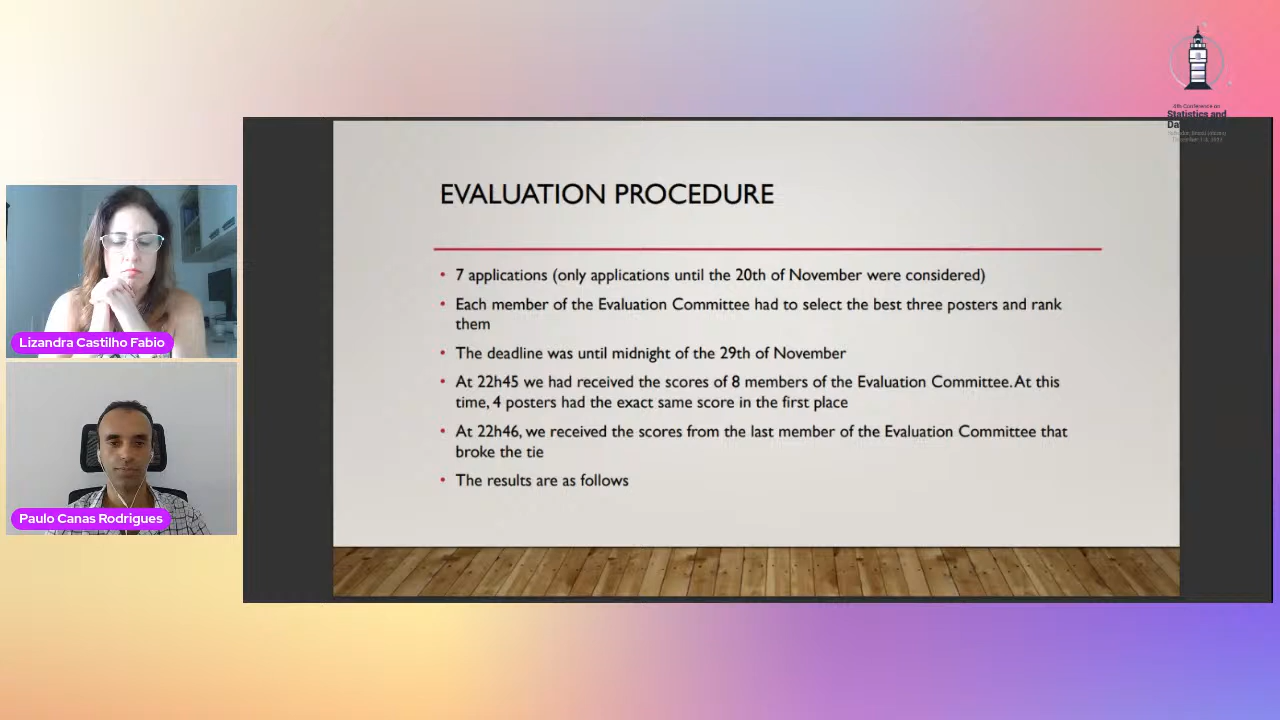 4th Conference on
Statistics and
EVALUATION PROCEDURE
• 7 applications (only applications until the 20th of November were considered)
• Each member of the Evaluation Committee had to select the best three posters and rank
them
• The deadline was until midnight of the 29th of November
• At 22h45 we had received the scores of 8 members of the Evaluation Committee. At this
time, 4 posters had the exact same score in the first place
• At 22h46, we received the scores from the last member of the Evaluation Committee that
broke the tie
• The results are as follows
Lizandra Castilho Fabio
Paulo Canas Rodrigues